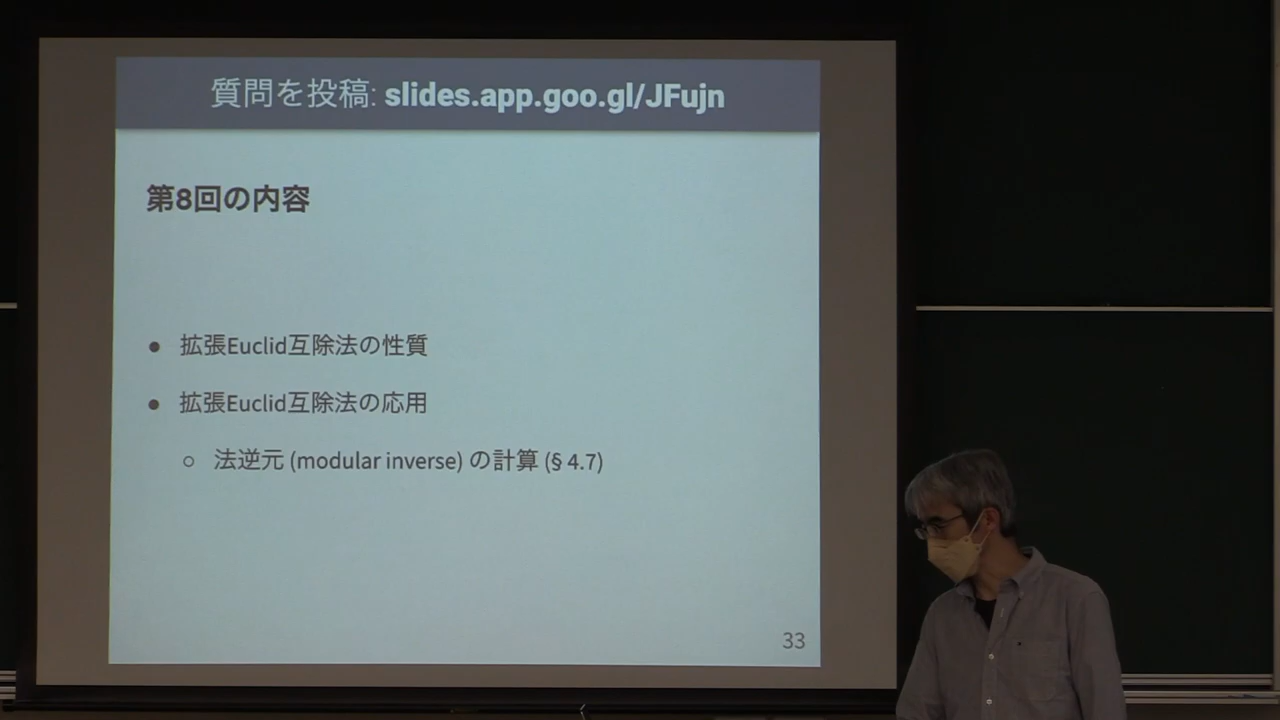 質問を投稿: slides.app.goo.gl/JFujn
第8回の内容
● 拡張Euclid互除法の性質
● 拡張Euclid互除法の応用
○ 法逆元 (modular inverse) の計算 (§ 4.7)
33